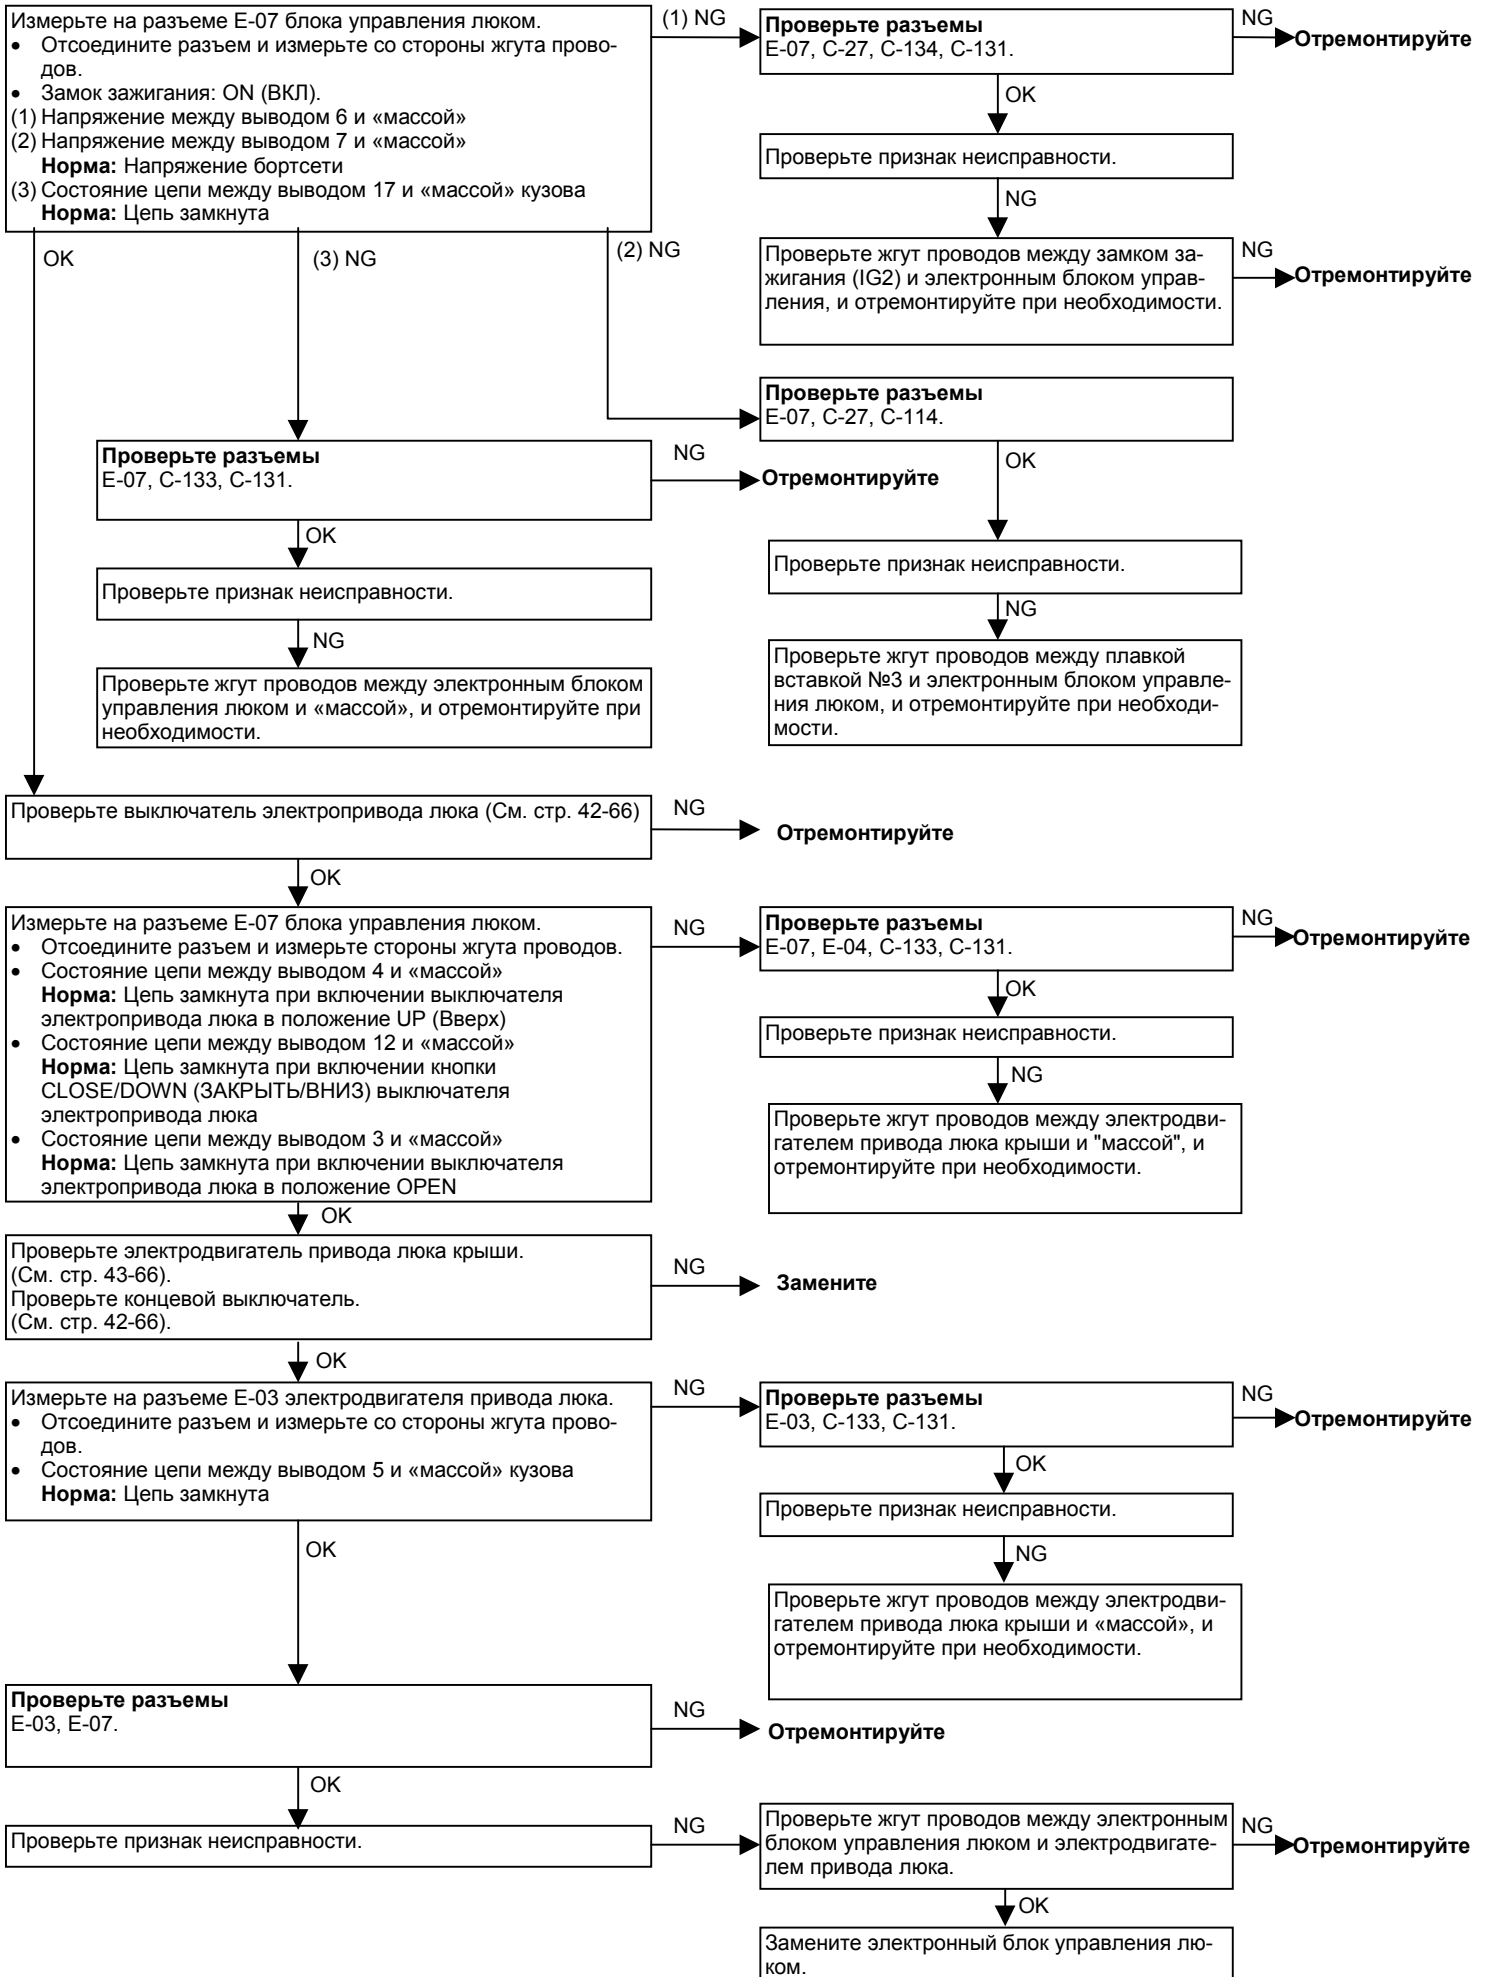 Измерьте на разъеме E-07 блока управления люком.
• Отсоедините разъем и измерьте со стороны жгута прово-
дов.
• Замок зажигания: ON (ВКЛ).
(1) Напряжение между выводом 6 и «массой»
(2) Напряжение между выводом 7 и «массой»
Норма: Напряжение бортсети
(3) Состояние цепи между выводом 17 и «массой» кузова
Норма: Цепь замкнута
(1) NG
Проверьте разъемы
E-07, C-27, C-134, C-131.
NG
Отремонтируйте
OK
Проверьте признак неисправности.
NG
Проверьте жгут проводов между замком за-
жигания (IG2) и электронным блоком управ-
ления, и отремонтируйте при необходимости.
NG
Отремонтируйте
OK
(3) NG
(2) NG
Проверьте разъемы
E-07, C-27, C-114.
OK
Проверьте признак неисправности.
NG
Проверьте жгут проводов между плавкой
вставкой №3 и электронным блоком управле-
ния люком, и отремонтируйте при необходи-
мости.
Проверьте разъемы
E-07, C-133, C-131.
NG
Отремонтируйте
OK
Проверьте признак неисправности.
NG
Проверьте жгут проводов между электронным блоком
управления люком и «массой», и отремонтируйте при
необходимости.
Проверьте выключатель электропривода люка (См. стр. 42-66)
NG
Отремонтируйте
OK
Измерьте на разъеме E-07 блока управления люком.
• Отсоедините разъем и измерьте стороны жгута проводов.
• Состояние цепи между выводом 4 и «массой»
Норма: Цепь замкнута при включении выключателя
электропривода люка в положение UP (Вверх)
• Состояние цепи между выводом 12 и «массой»
Норма: Цепь замкнута при включении кнопки
CLOSE/DOWN (ЗАКРЫТЬ/ВНИЗ) выключателя
электропривода люка
• Состояние цепи между выводом 3 и «массой»
Норма: Цепь замкнута при включении выключателя
электропривода люка в положение OPEN
NG
Проверьте разъемы
E-07, E-04, C-133, C-131.
NG
Отремонтируйте
OK
Проверьте признак неисправности.
NG
Проверьте жгут проводов между электродви-
гателем привода люка крыши и "массой", и
отремонтируйте при необходимости.
OK
Проверьте электродвигатель привода люка крыши.
(См. стр. 43-66).
Проверьте концевой выключатель.
(См. стр. 42-66).
NG
Замените
OK
Измерьте на разъеме E-03 электродвигателя привода люка.
• Отсоедините разъем и измерьте со стороны жгута прово-
дов.
• Состояние цепи между выводом 5 и «массой» кузова
Норма: Цепь замкнута
NG
Проверьте разъемы
E-03, C-133, C-131.
NG
Отремонтируйте
OK
Проверьте признак неисправности.
NG
Проверьте жгут проводов между электродви-
гателем привода люка крыши и «массой», и
отремонтируйте при необходимости.
OK
Проверьте разъемы
E-03, E-07.
NG
Отремонтируйте
OK
Проверьте признак неисправности.
NG
Проверьте жгут проводов между электронным
блоком управления люком и электродвигате-
лем привода люка.
NG
Отремонтируйте
OK
Замените электронный блок управления лю-
ком.